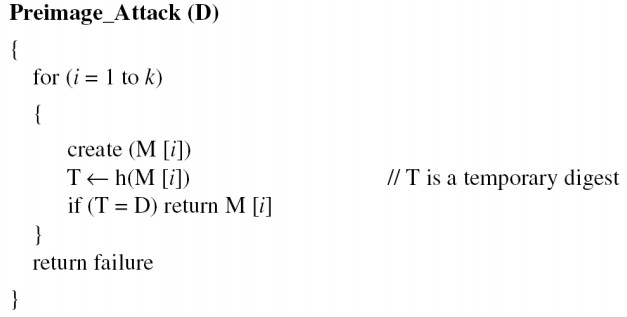 Preimage_Attack (D)
{
for (i = 1 to k)
{
create (M [i])
T ← h(M [i]) // T is a temporary digest
if (T = D) return M [i]
}
return failure
}